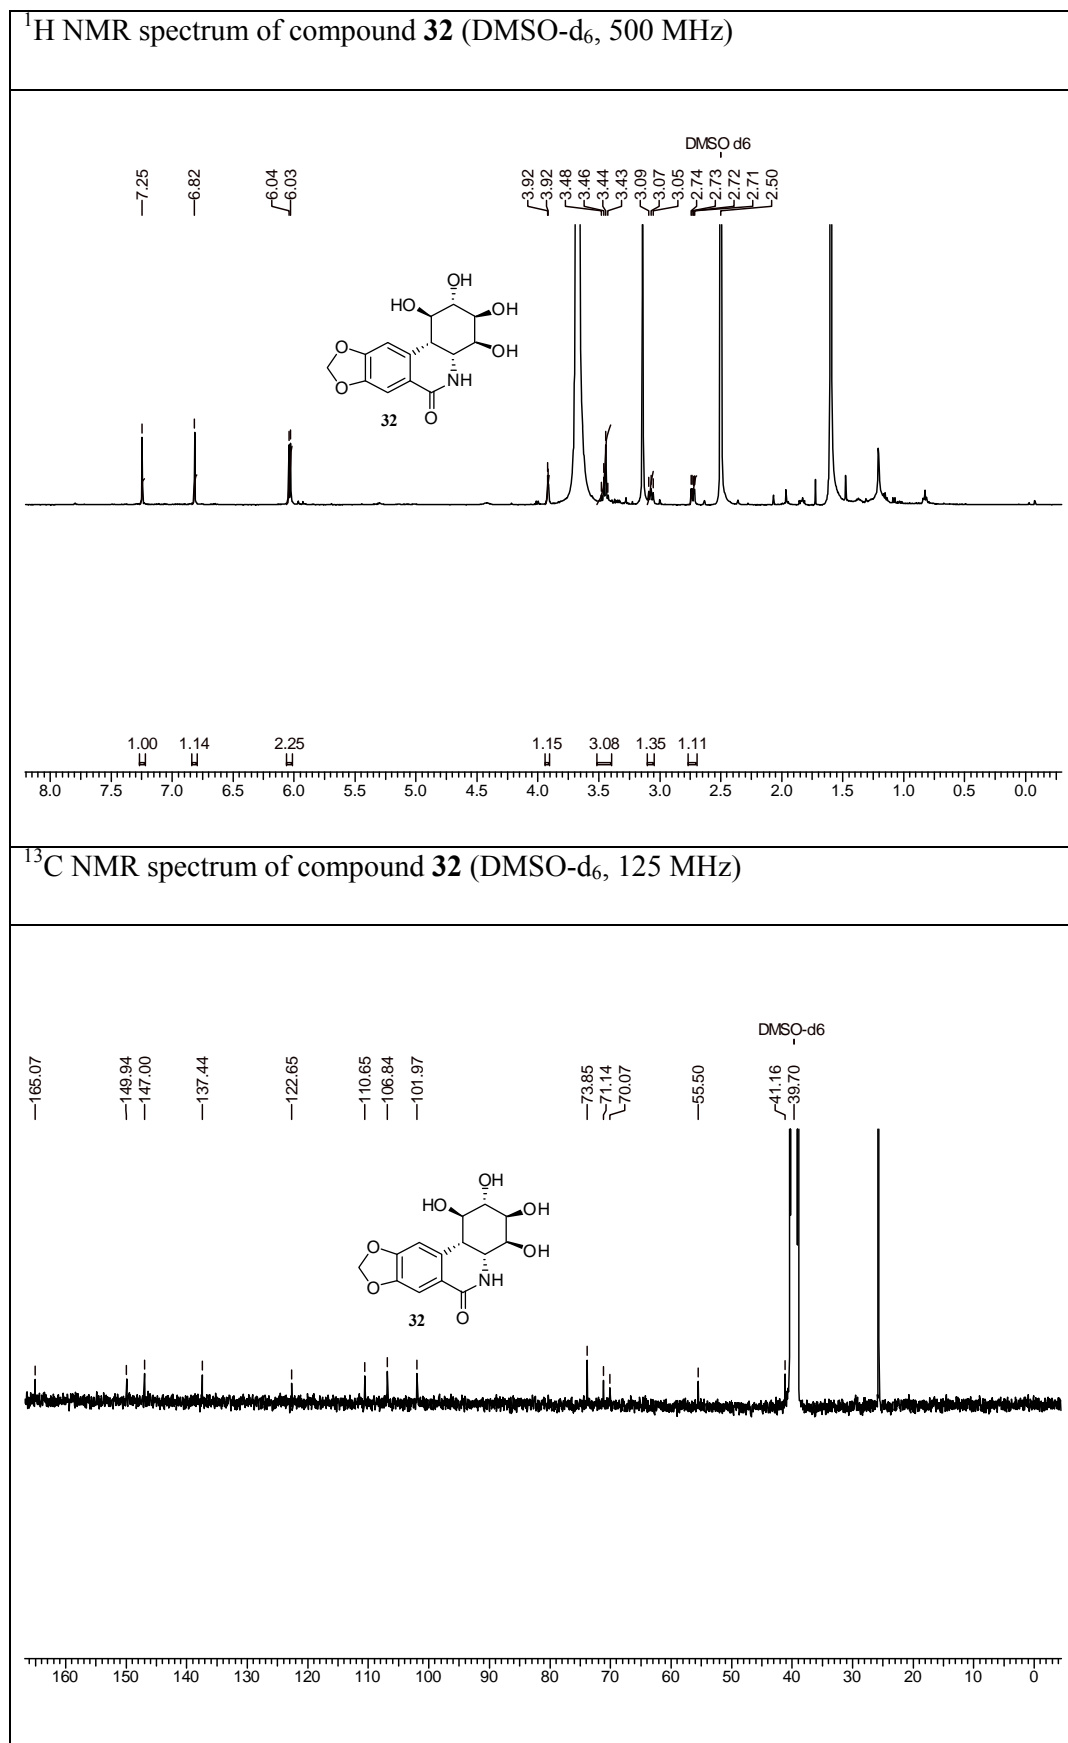 ¹H NMR spectrum of compound 32 (DMSO-d₆, 500 MHz)
DMSO d6
7.25 6.82 6.04 6.03 3.92 3.92 3.48 3.46 3.44 3.43 3.09 3.07 3.05 2.74 2.73 2.72 2.71 2.50
OH
HO OH
O OH
O NH
32 O
1.00 1.14 2.25 1.15 3.08 1.35 1.11
8.0 7.5 7.0 6.5 6.0 5.5 5.0 4.5 4.0 3.5 3.0 2.5 2.0 1.5 1.0 0.5 0.0
¹³C NMR spectrum of compound 32 (DMSO-d₆, 125 MHz)
DMSO-d6
165.07 149.94 147.00 137.44 122.65 110.65 106.84 101.97 73.85 71.14 70.07 55.50 41.16 39.70
OH
HO OH
O OH
O NH
32 O
160 150 140 130 120 110 100 90 80 70 60 50 40 30 20 10 0